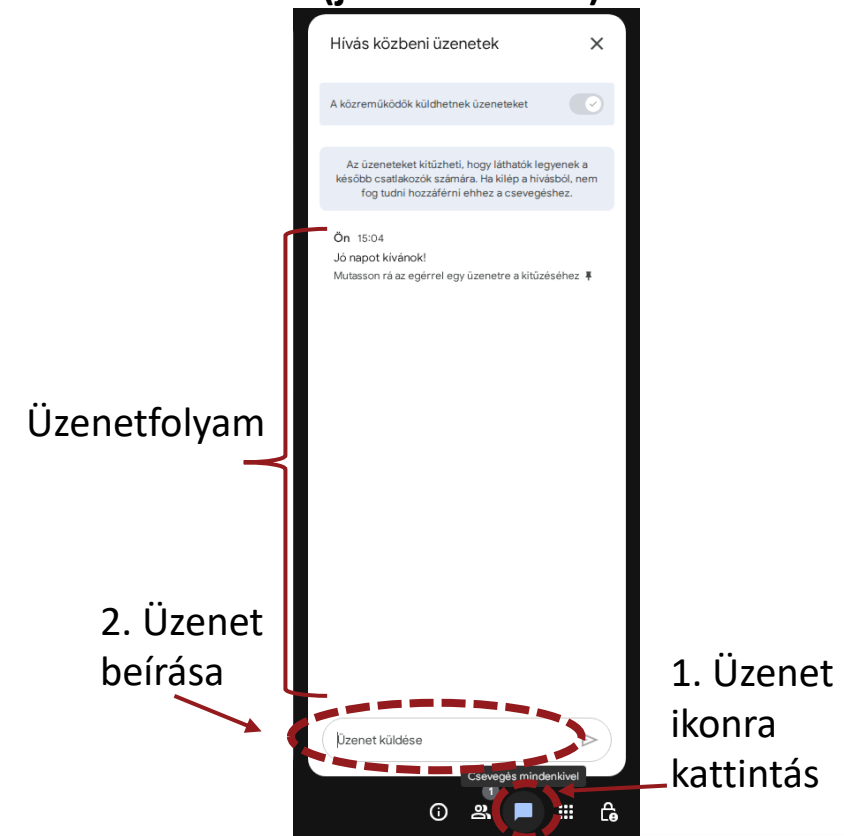 Hívás közbeni üzenetek
A közreműködők küldhetnek üzeneteket
Az üzeneteket kitűzheti, hogy láthatók legyenek a
később csatlakozók számára. Ha kilép a hívásból, nem
fog tudni hozzáférni ehhez a csevegéshez.
Ön 15:04
Jó napot kívánok!
Mutasson rá az egérrel egy üzenetre a kitűzéséhez
Üzenetfolyam
2. Üzenet
beírása
Üzenet küldése
Csevegés mindenkivel
1
1. Üzenet
ikonra
kattintás